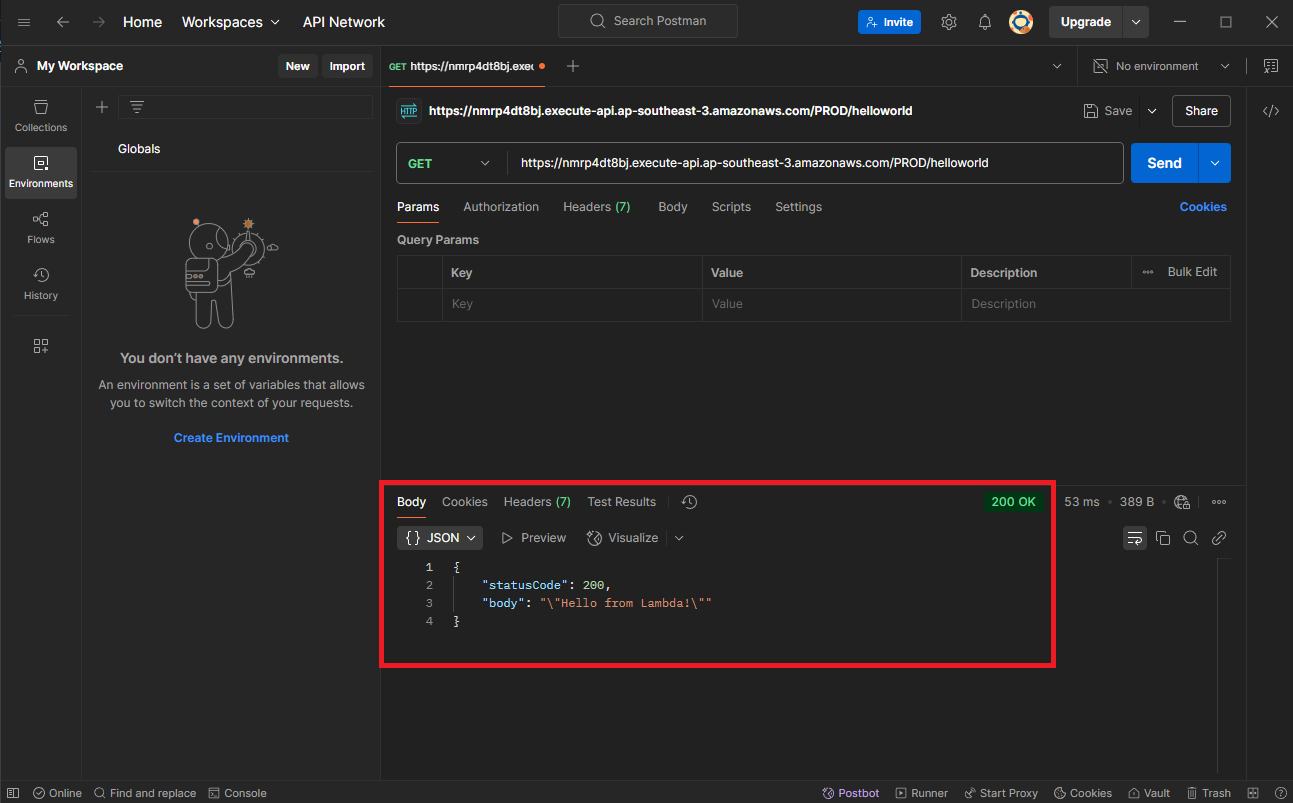 Home Workspaces API Network Search Postman Invite Upgrade
My Workspace New Import GET https://nmrp4dt8bj.exec No environment
Collections
Environments
Flows
History
Globals
You don't have any environments.
An environment is a set of variables that allows
you to switch the context of your requests.
Create Environment
HTTP https://nmrp4dt8bj.execute-api.ap-southeast-3.amazonaws.com/PROD/helloworld Save Share
GET https://nmrp4dt8bj.execute-api.ap-southeast-3.amazonaws.com/PROD/helloworld Send
Params Authorization Headers (7) Body Scripts Settings Cookies
Query Params
Key Value Description Bulk Edit
Key Value Description
Body Cookies Headers (7) Test Results 200 OK 53 ms 389 B
{} JSON Preview Visualize
1 {
2 "statusCode": 200,
3 "body": "\"Hello from Lambda!\""
4 }
Online Find and replace Console Postbot Runner Start Proxy Cookies Vault Trash